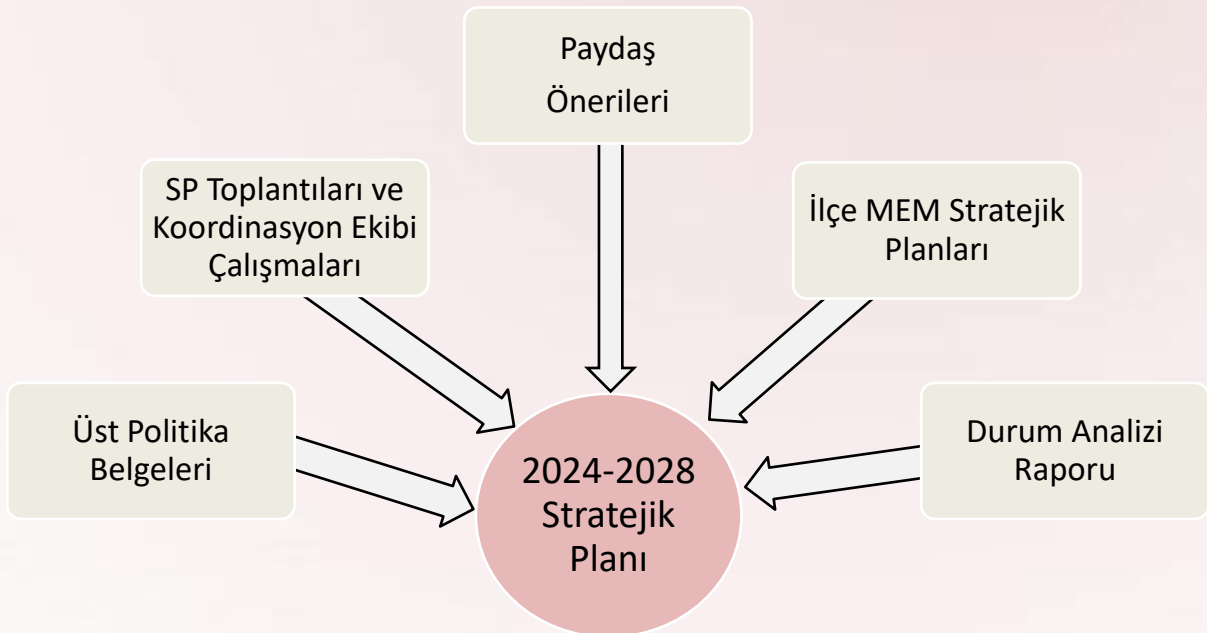 Paydaş
Önerileri
SP Toplantıları ve
Koordinasyon Ekibi
Çalışmaları
İlçe MEM Stratejik
Planları
Üst Politika
Belgeleri
Durum Analizi
Raporu
2024-2028
Stratejik
Planı